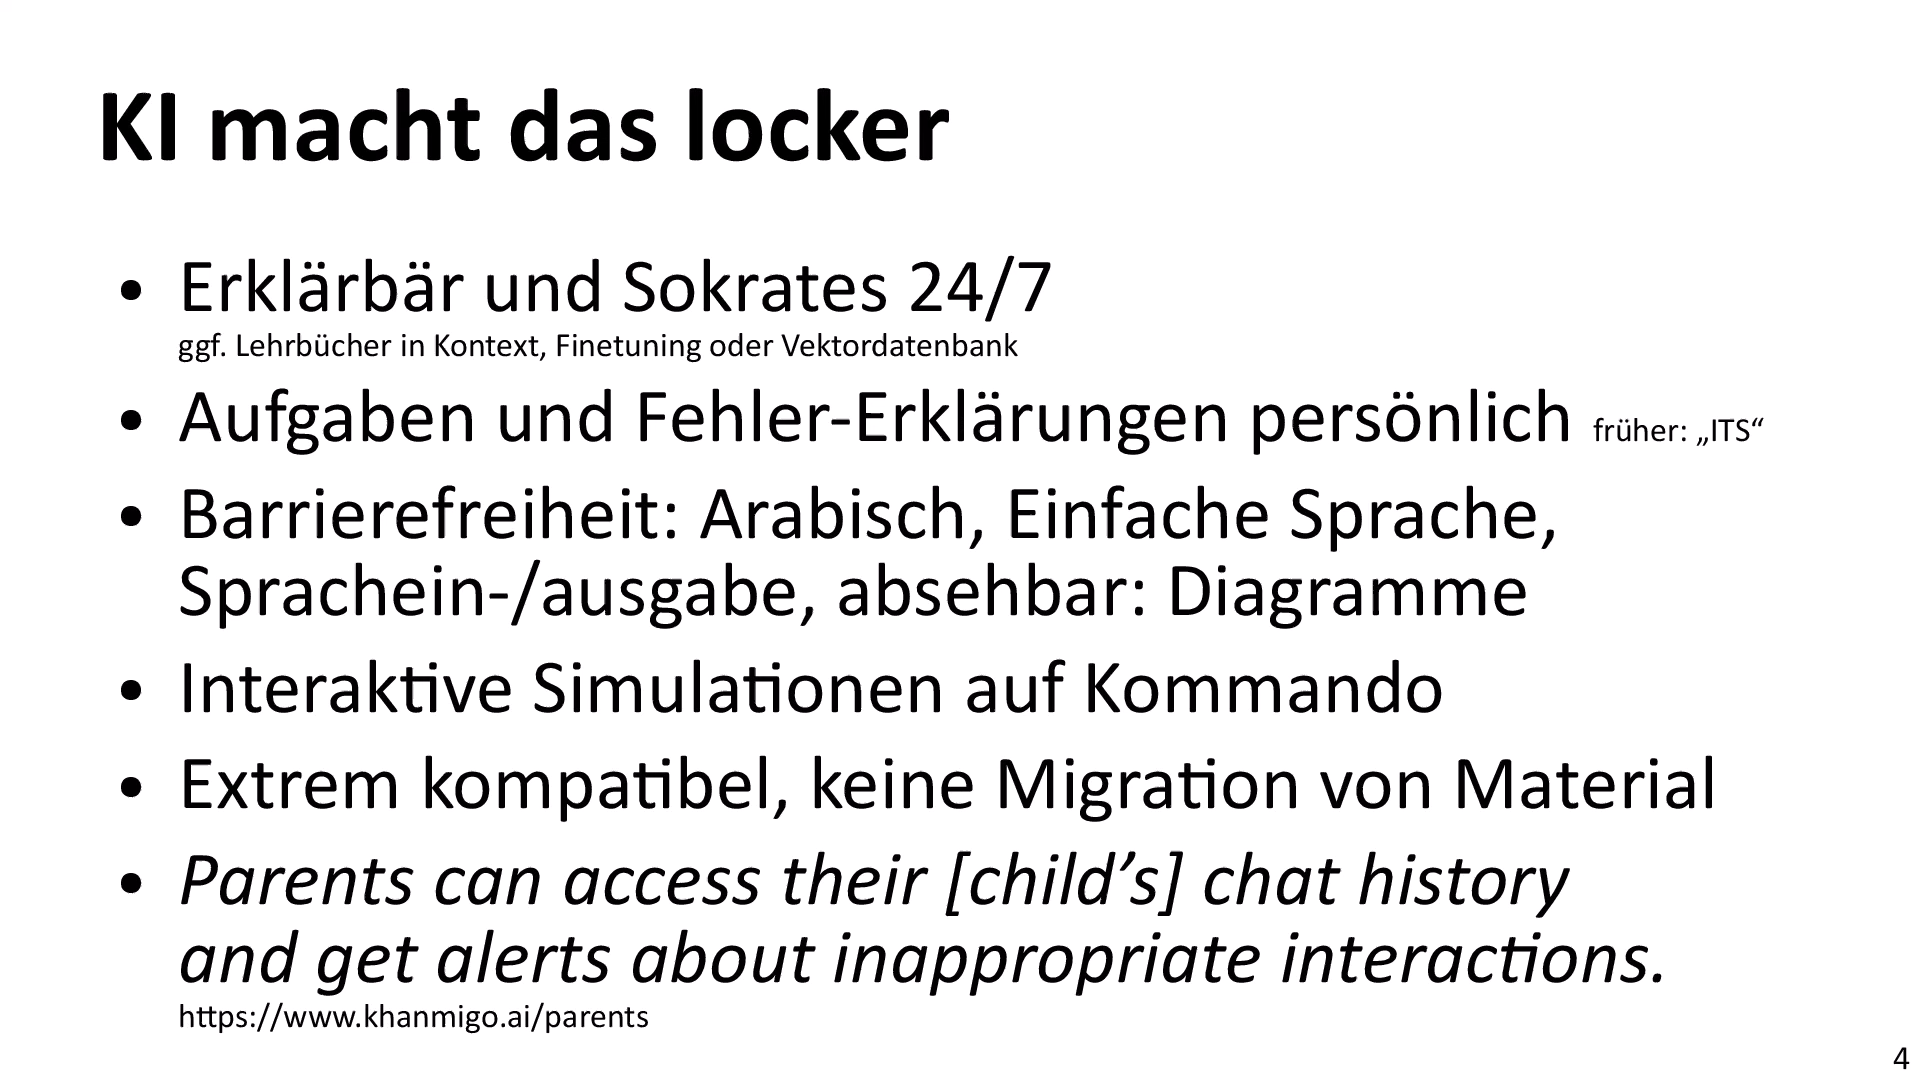 KI macht das locker
• Erklärbär und Sokrates 24/7
ggf. Lehrbücher in Kontext, Finetuning oder Vektordatenbank
• Aufgaben und Fehler-Erklärungen persönlich früher: „ITS“
• Barrierefreiheit: Arabisch, Einfache Sprache,
Sprachein-/ausgabe, absehbar: Diagramme
• Interaktive Simulationen auf Kommando
• Extrem kompatibel, keine Migration von Material
• Parents can access their [child’s] chat history
and get alerts about inappropriate interactions.
https://www.khanmigo.ai/parents
4